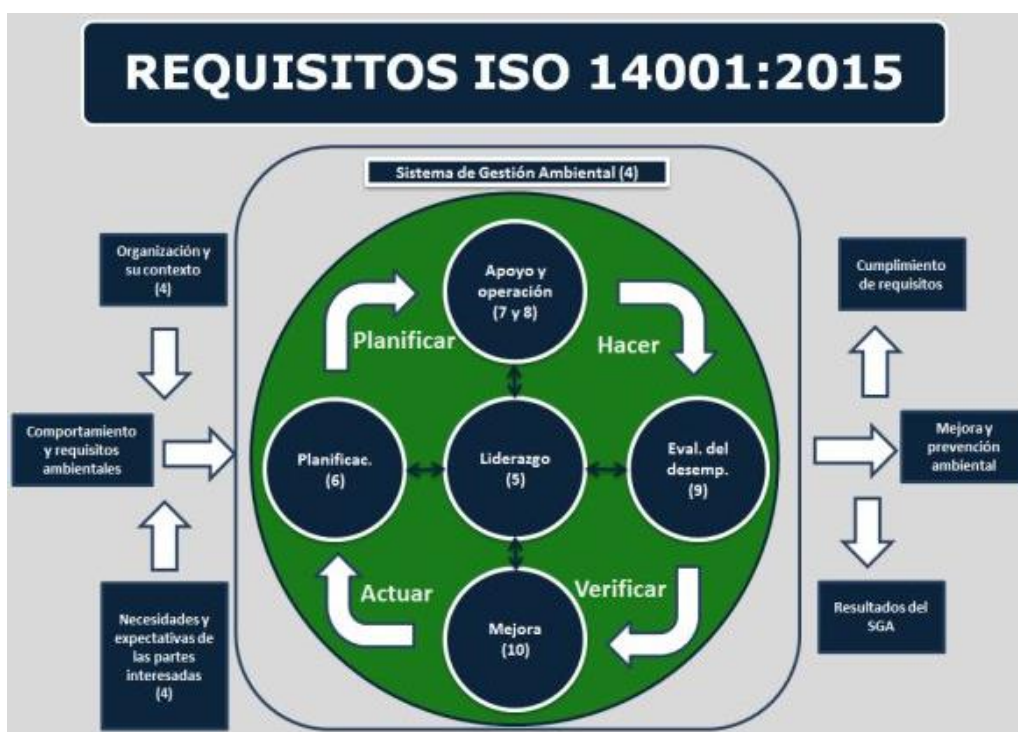 REQUISITOS ISO 14001:2015
Sistema de Gestión Ambiental (4)
Organización y
su contexto
(4)
Comportamiento
y requisitos
ambientales
Necesidades y
expectativas de
las partes
interesadas
(4)
Apoyo y
operación
(7 y 8)
Planificar
Hacer
Planificac.
(6)
Liderazgo
(5)
Eval. del
desemp.
(9)
Actuar
Verificar
Mejora
(10)
Cumplimiento
de requisitos
Mejora y
prevención
ambiental
Resultados del
SGA